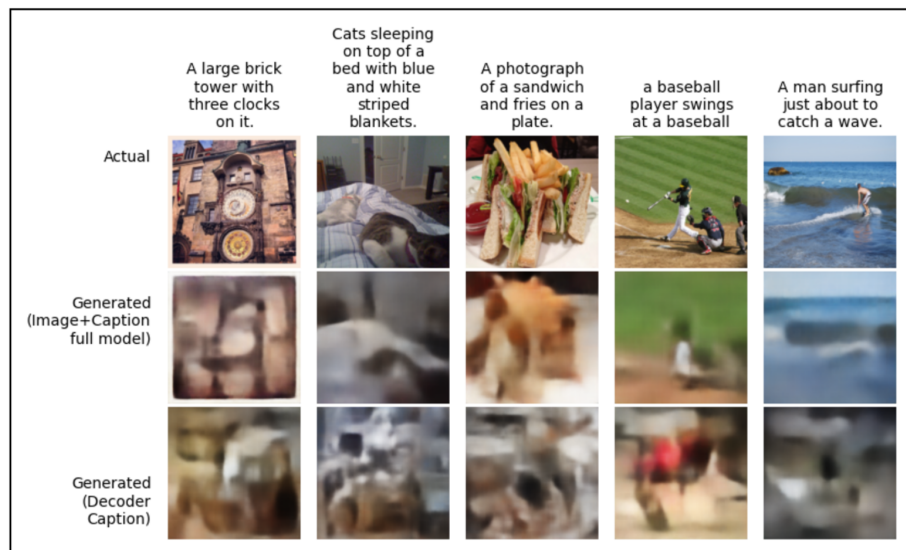 A large brick
tower with
three clocks
on it.
Cats sleeping
on top of a
bed with blue
and white
striped
blankets.
A photograph
of a sandwich
and fries on a
plate.
a baseball
player swings
at a baseball
A man surfing
just about to
catch a wave.
Actual
Generated
(Image+Caption
full model)
Generated
(Decoder
Caption)